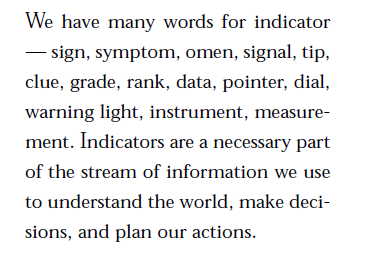 We have many words for indicator
— sign, symptom, omen, signal, tip,
clue, grade, rank, data, pointer, dial,
warning light, instrument, measure-
ment. Indicators are a necessary part
of the stream of information we use
to understand the world, make deci-
sions, and plan our actions.